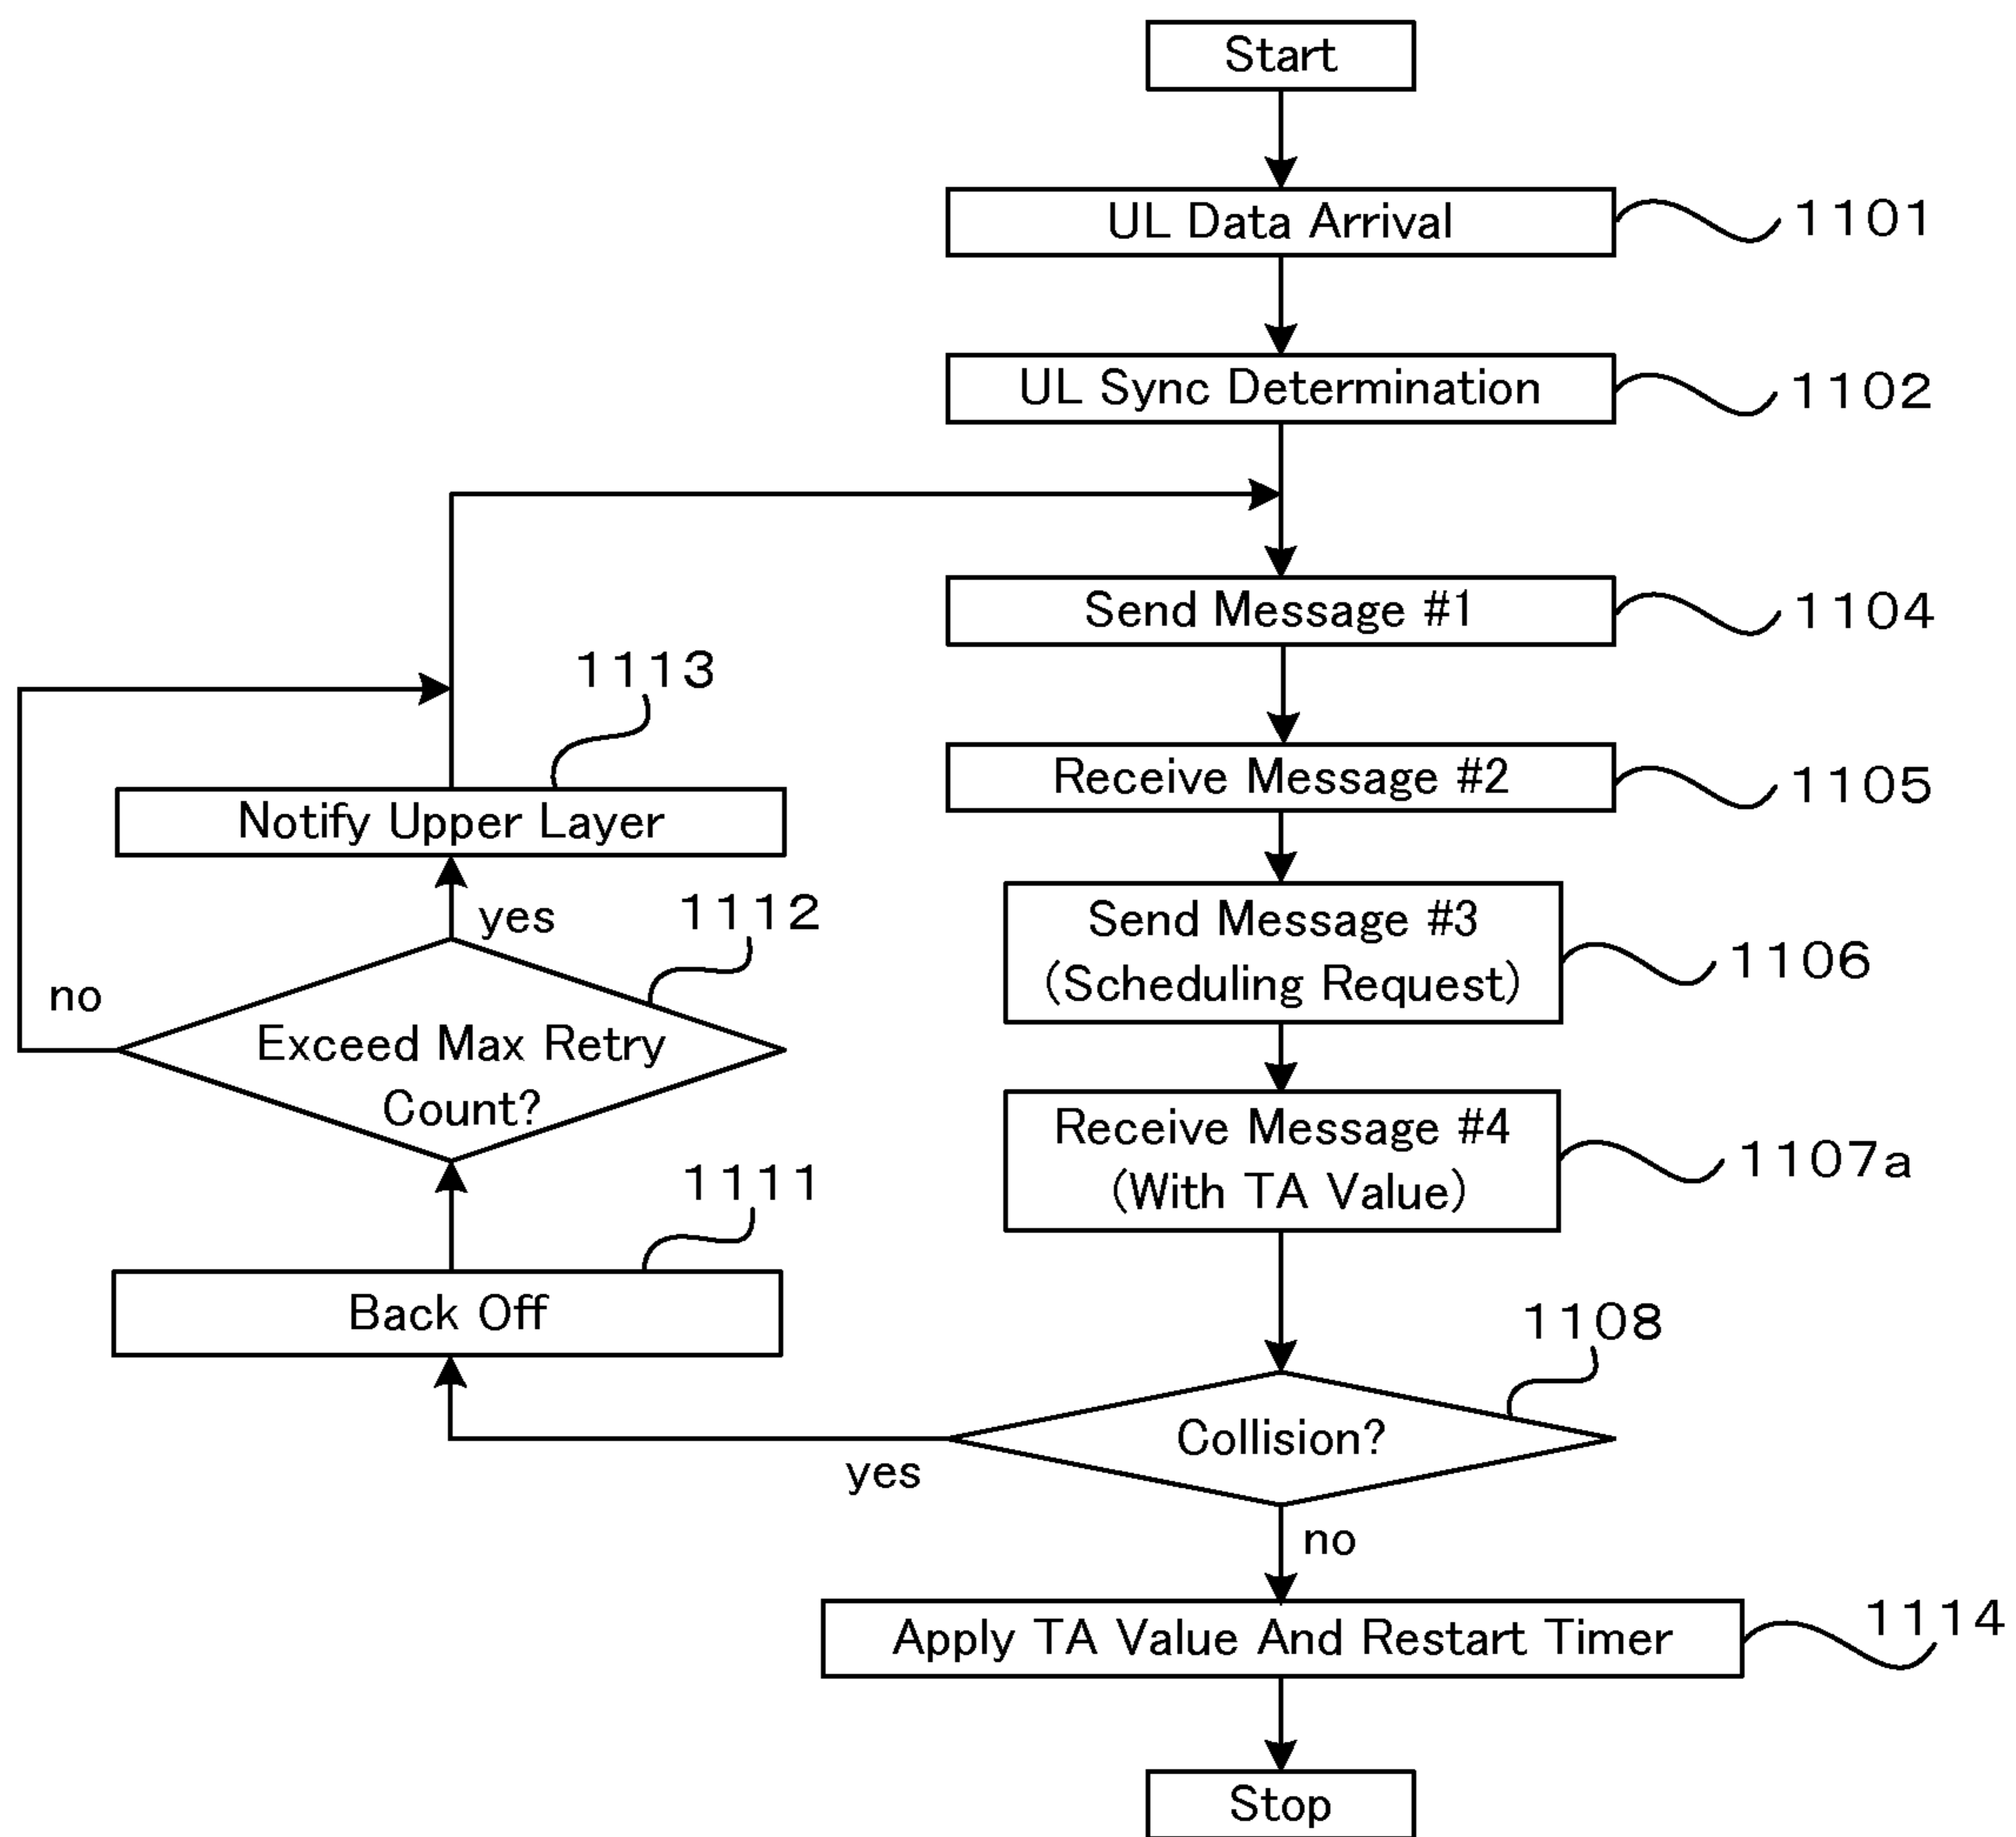 Start
UL Data Arrival
1101
UL Sync Determination
1102
Send Message #1
1104
1113
Receive Message #2
1105
Notify Upper Layer
yes
1112
Send Message #3
(Scheduling Request)
1106
no
Exceed Max Retry
Count?
Receive Message #4
(With TA Value)
1107a
1111
Back Off
1108
Collision?
yes
no
Apply TA Value And Restart Timer
1114
Stop